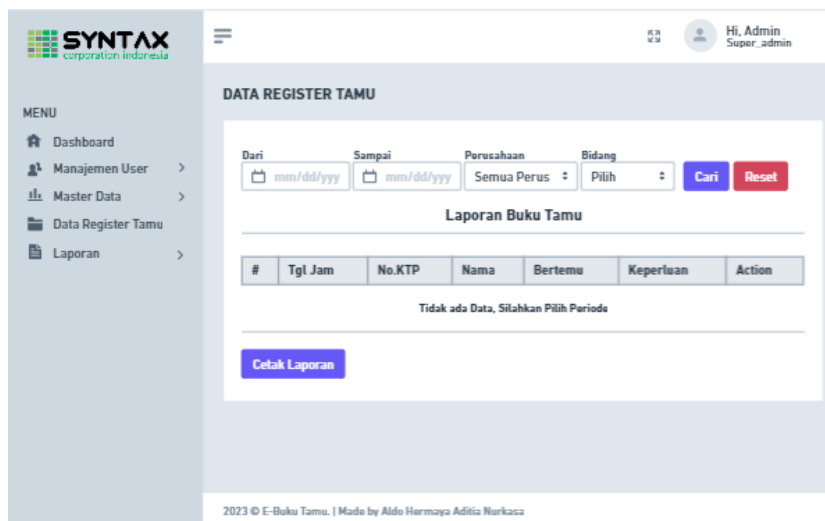 SYNTAX
corporation indonesia
Hi, Admin
Super_admin
MENU
Dashboard
Manajemen User
Master Data
Data Register Tamu
Laporan
DATA REGISTER TAMU
Dari Sampai Perusahaan Bidang
mm/dd/yyy mm/dd/yyy Semua Perus Pilih Cari Reset
Laporan Buku Tamu
# Tgl Jam No.KTP Nama Bertemu Keperluan Action
Tidak ada Data, Silahkan Pilih Periode
Cetak Laporan
2023 © E-Buku Tamu. | Made by Aldo Hermaya Aditia Nurkasa